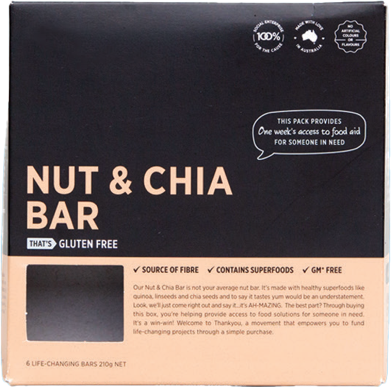 SOCIAL ENTERPRISE
100%
FOR THE CAUSE
MADE WITH LOVE
IN AUSTRALIA
NO
ARTIFICIAL
COLOURS
OR
FLAVOURS
THIS PACK PROVIDES
One week's access to food aid
FOR SOMEONE IN NEED
NUT & CHIA
BAR
THAT'S GLUTEN FREE
✓ SOURCE OF FIBRE ✓ CONTAINS SUPERFOODS ✓ GM* FREE
Our Nut & Chia Bar is not your average nut bar. It's made with healthy superfoods like
quinoa, linseeds and chia seeds and to say it tastes yum would be an understatement.
Look, we'll just come right out and say it...it's AH-MAZING. The best part? Through buying
this box, you're helping provide access to food solutions for someone in need.
It's a win-win! Welcome to Thankyou, a movement that empowers you to fund
life-changing projects through a simple purchase.
6 LIFE-CHANGING BARS 210g NET